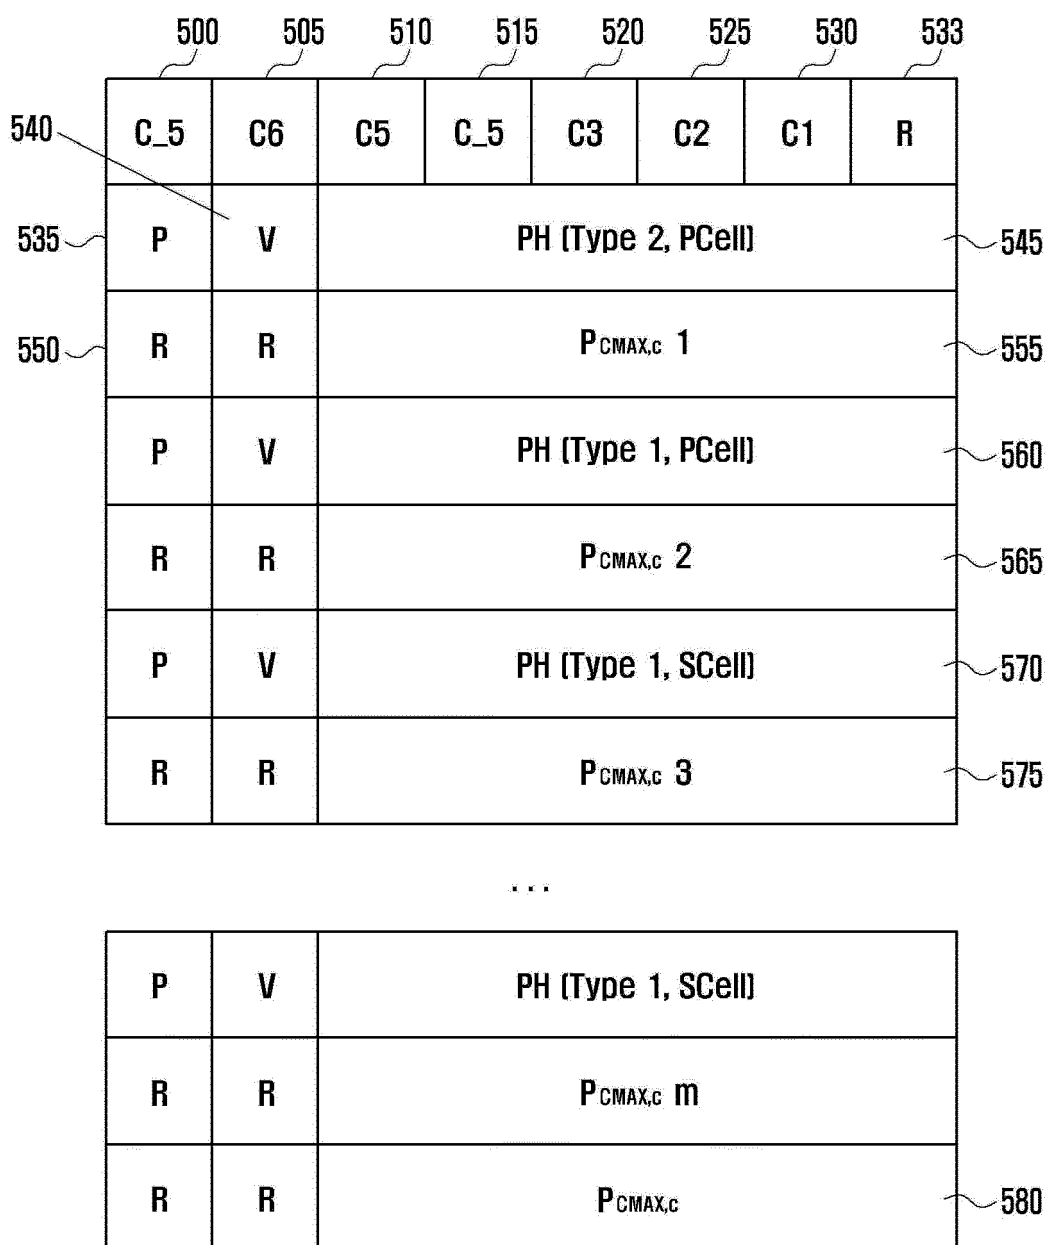 500 505 510 515 520 525 530 533
C_5 C6 C5 C_5 C3 C2 C1 R
540
535 P V PH (Type 2, PCell) 545
550 R R PCMAX,c 1 555
P V PH (Type 1, PCell) 560
R R PCMAX,c 2 565
P V PH (Type 1, SCell) 570
R R PCMAX,c 3 575
...
P V PH (Type 1, SCell)
R R PCMAX,c m
R R PCMAX,c 580